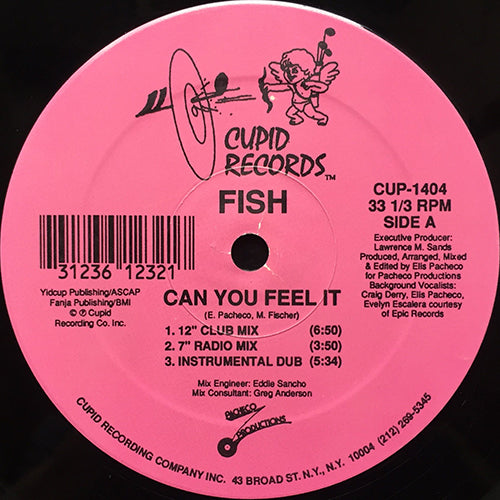 CUPID
RECORDS™
FISH
CUP-1404
33 1/3 RPM
SIDE A
Executive Producer:
Lawrence M. Sands
Produced, Arranged, Mixed
& Edited by Elis Pacheco
for Pacheco Productions
Background Vocalists:
Craig Derry, Elis Pacheco,
Evelyn Escalera courtesy of
Epic Records
31236 12321
Yidcup Publishing/ASCAP
Fanja Publishing/BMI
© ℗ Cupid
Recording Co. Inc.
CAN YOU FEEL IT
(E. Pacheco, M. Fischer)
1. 12" CLUB MIX (6:50)
2. 7" RADIO MIX (3:50)
3. INSTRUMENTAL DUB (5:34)
Mix Engineer: Eddie Sancho
Mix Consultant: Greg Anderson
PACHECO
PRODUCTIONS
CUPID RECORDING COMPANY INC. 43 BROAD ST. N.Y., N.Y. 10004 (212) 269-5345